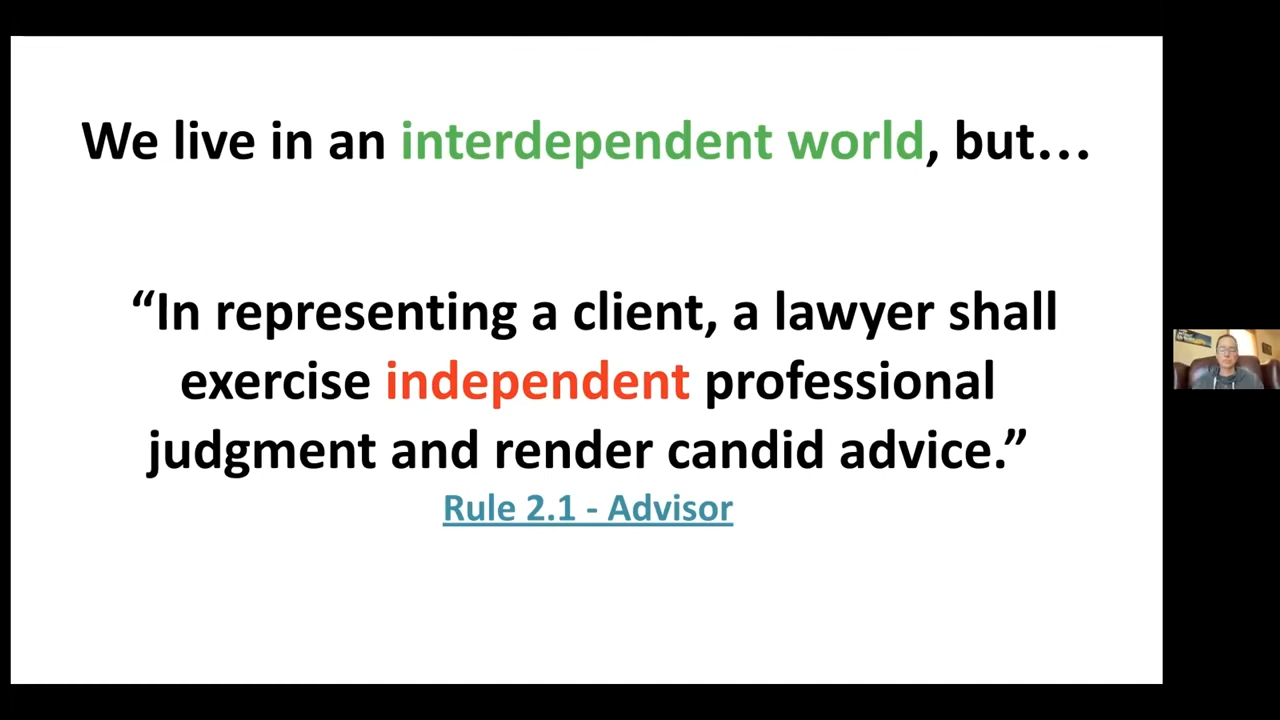 We live in an interdependent world, but…
“In representing a client, a lawyer shall
exercise independent professional
judgment and render candid advice.”
Rule 2.1 - Advisor